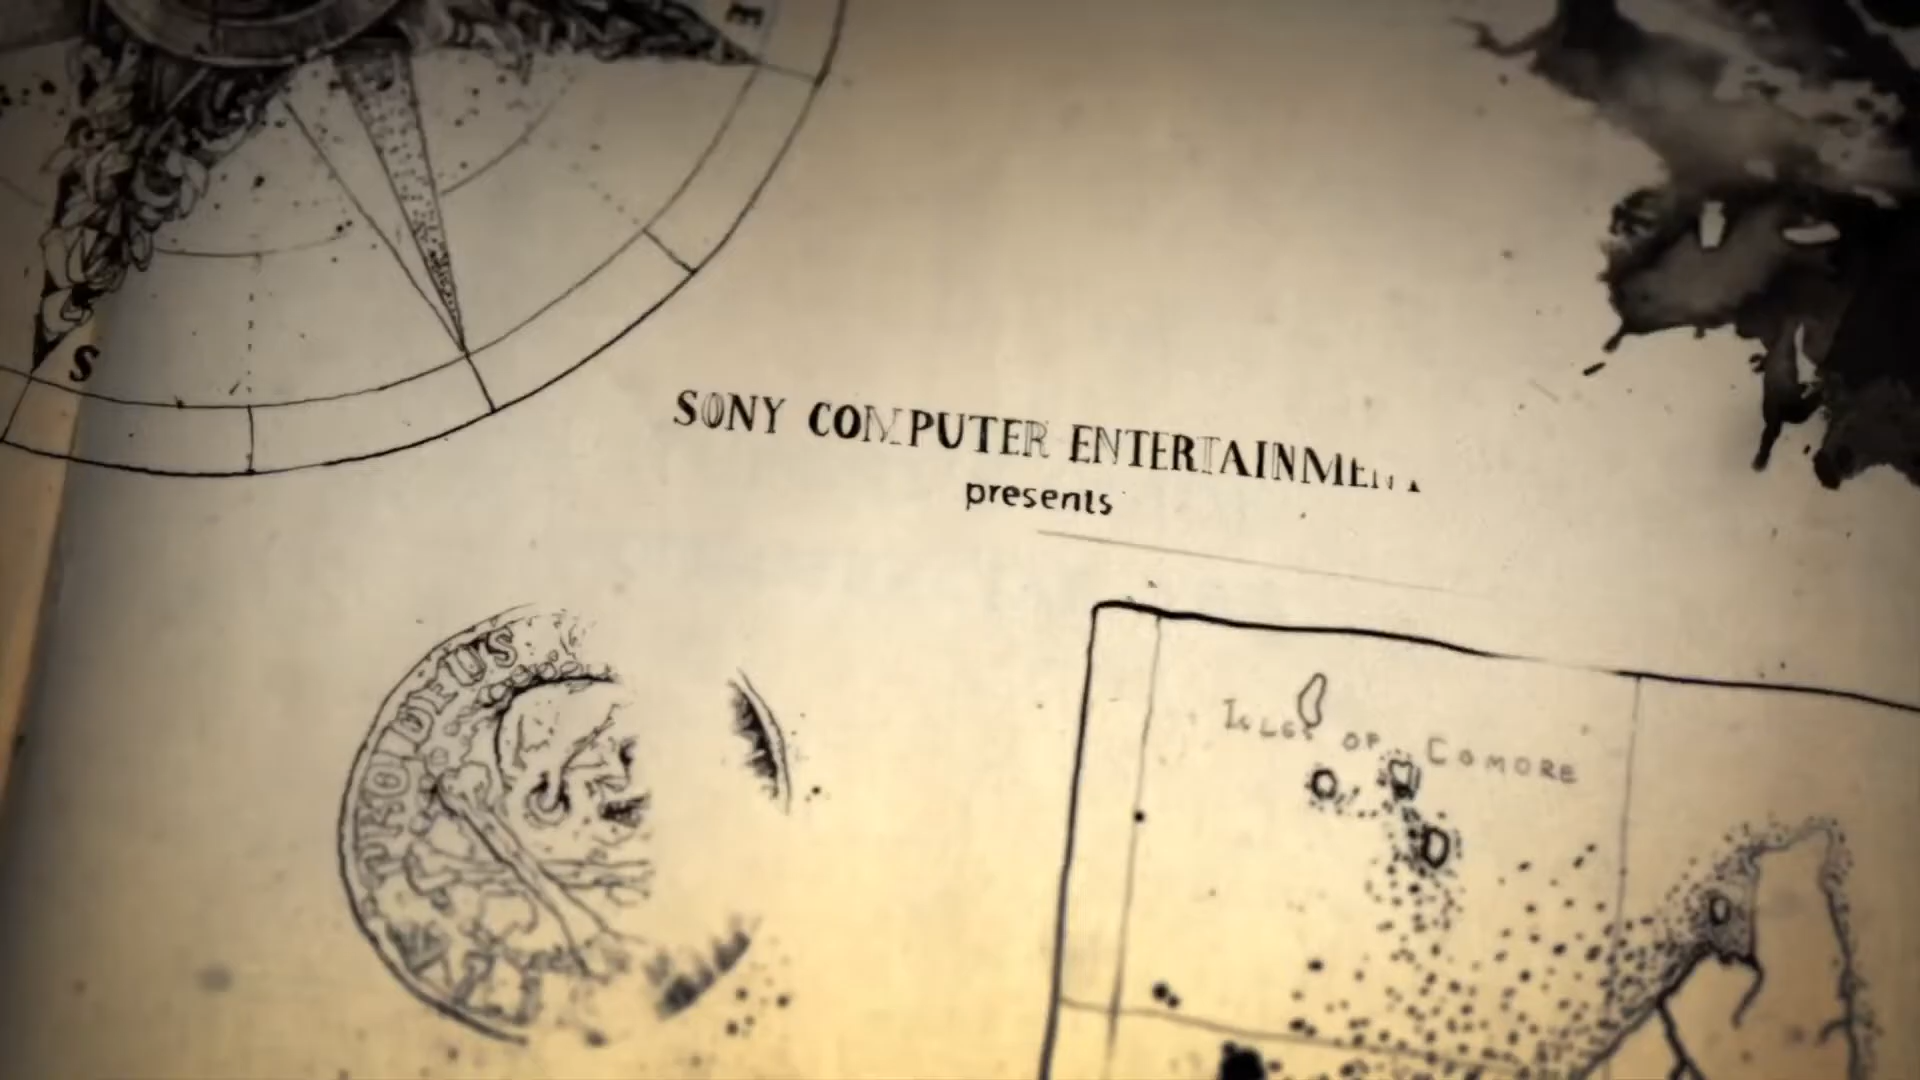 E
S
SONY COMPUTER ENTERTAINMENT
presents
ISLES OF COMORE